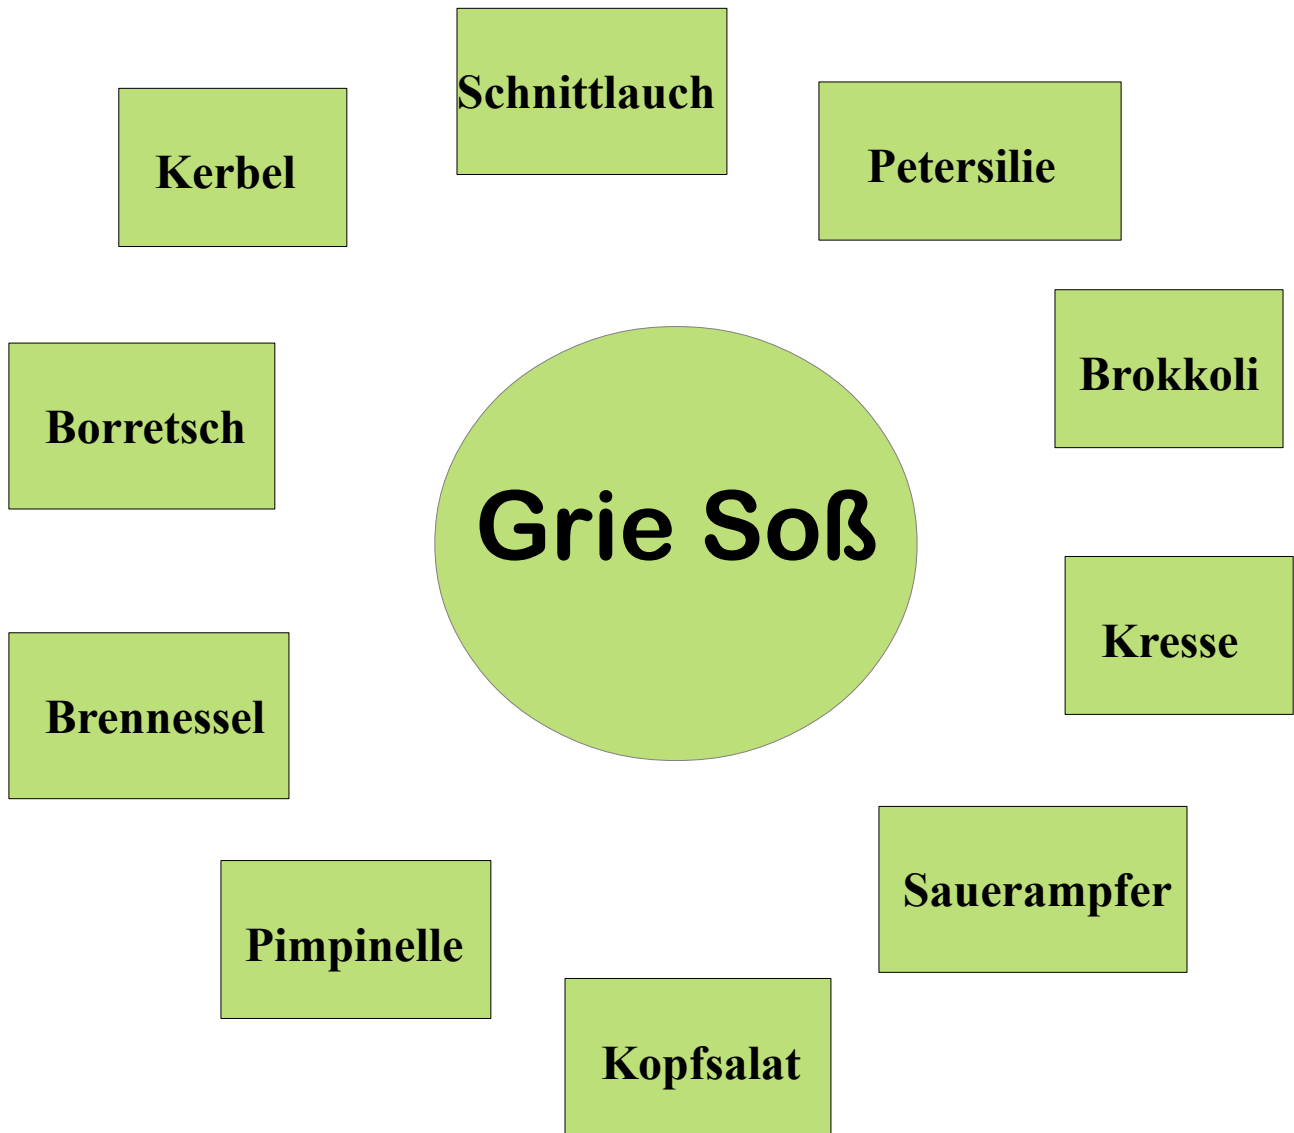 Schnittlauch
Kerbel
Petersilie
Brokkoli
Borretsch
Grie Soß
Kresse
Brennessel
Sauerampfer
Pimpinelle
Kopfsalat